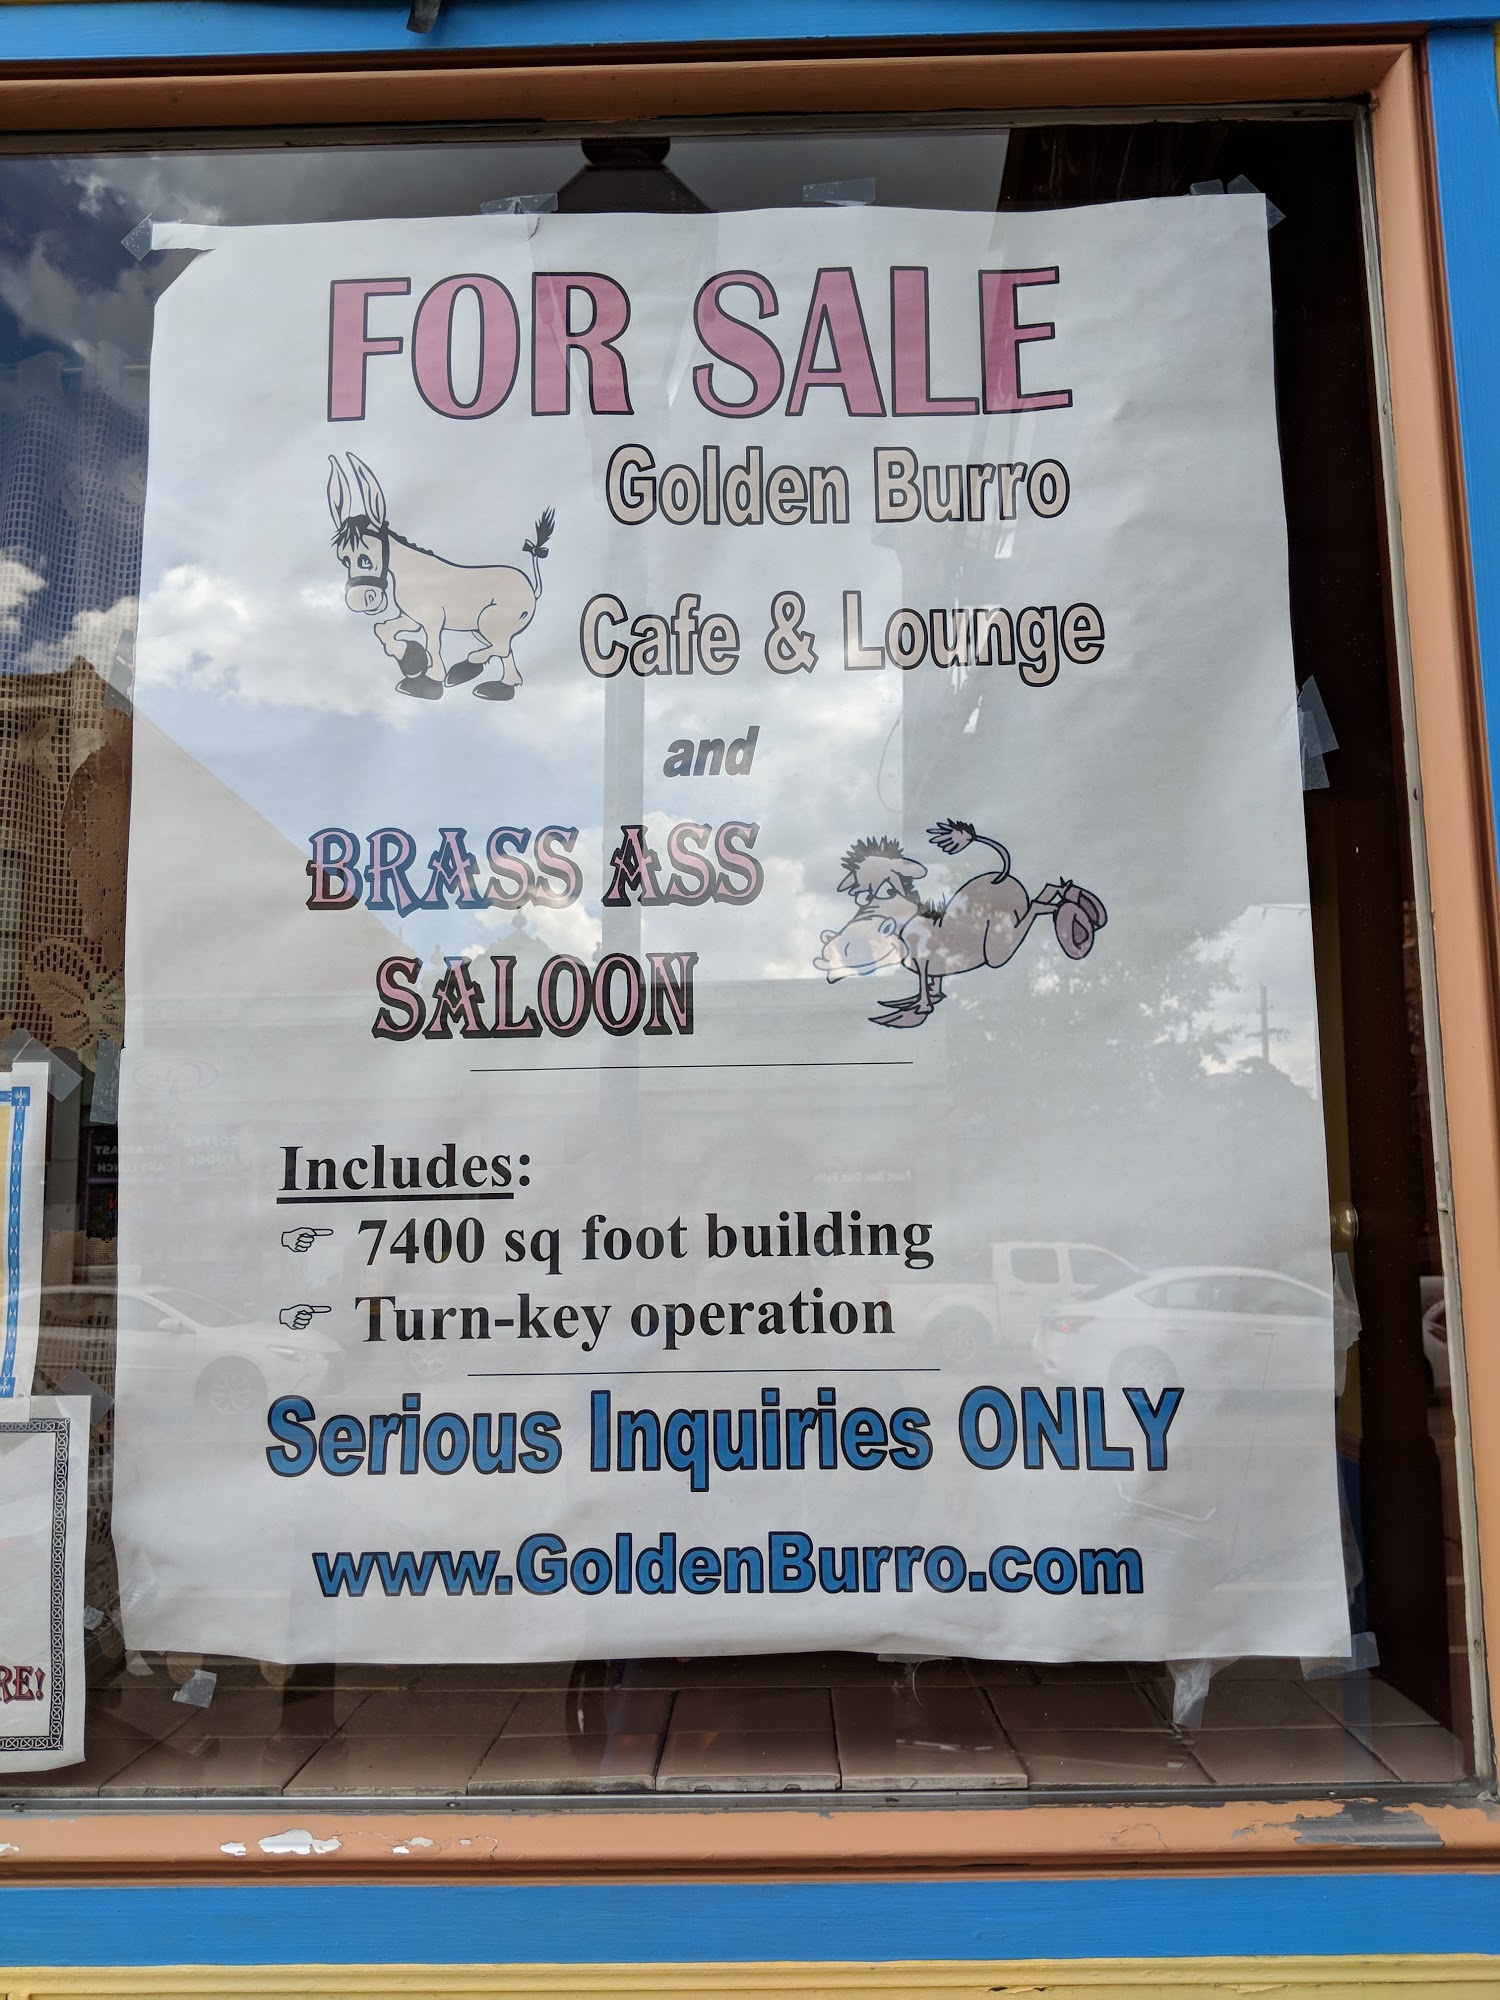 FOR SALE
Golden Burro
Cafe & Lounge
and
BRASS ASS
SALOON
Includes:
☞ 7400 sq foot building
☞ Turn-key operation
Serious Inquiries ONLY
www.GoldenBurro.com
RE!